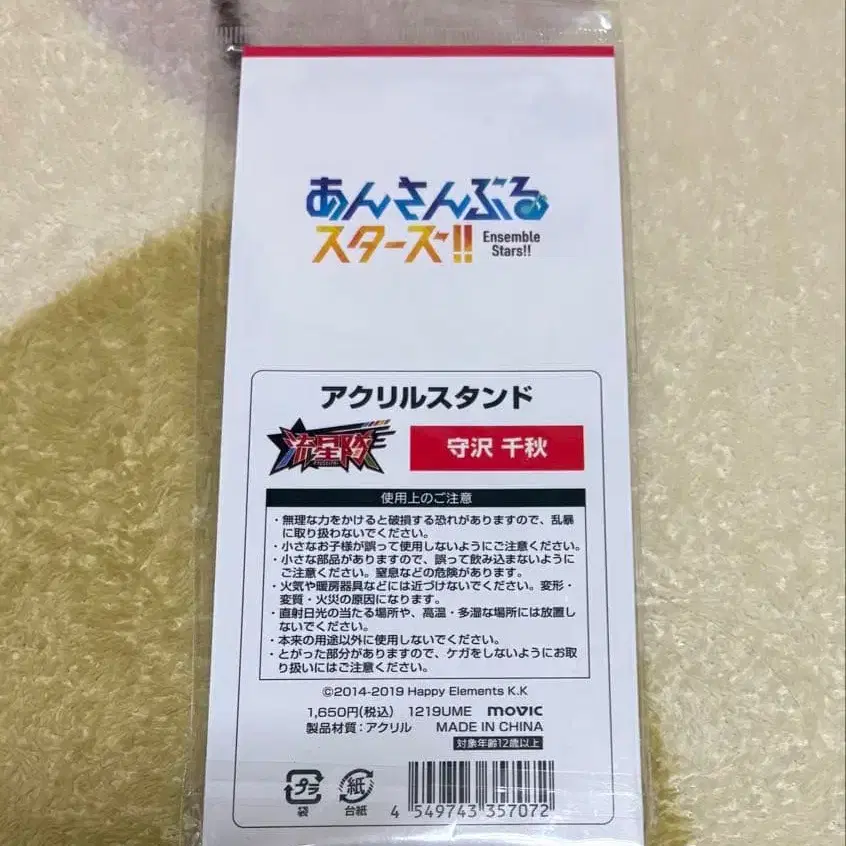 あんさんぶる
スターズ!! Ensemble
Stars!!
アクリルスタンド
流星隊
守沢 千秋
使用上のご注意
・無理な力をかけると破損する恐れがありますので、乱暴
に取り扱わないでください。
・小さなお子様が誤って使用しないようにご注意ください。
・小さな部品がありますので、誤って飲み込まないように
ご注意ください。窒息などの危険があります。
・火気や暖房器具などには近づけないでください。変形・
変質・火災の原因になります。
・直射日光の当たる場所や、高温・多湿な場所には放置し
ないでください。
・本来の用途以外に使用しないでください。
・とがった部分がありますので、ケガをしないようにお取
り扱いにはご注意ください。
©2014-2019 Happy Elements K.K
1,650円(税込) 1219UME movic
製品材質：アクリル MADE IN CHINA
対象年齢12歳以上
プラ 紙
袋 台紙
4 549743 357072